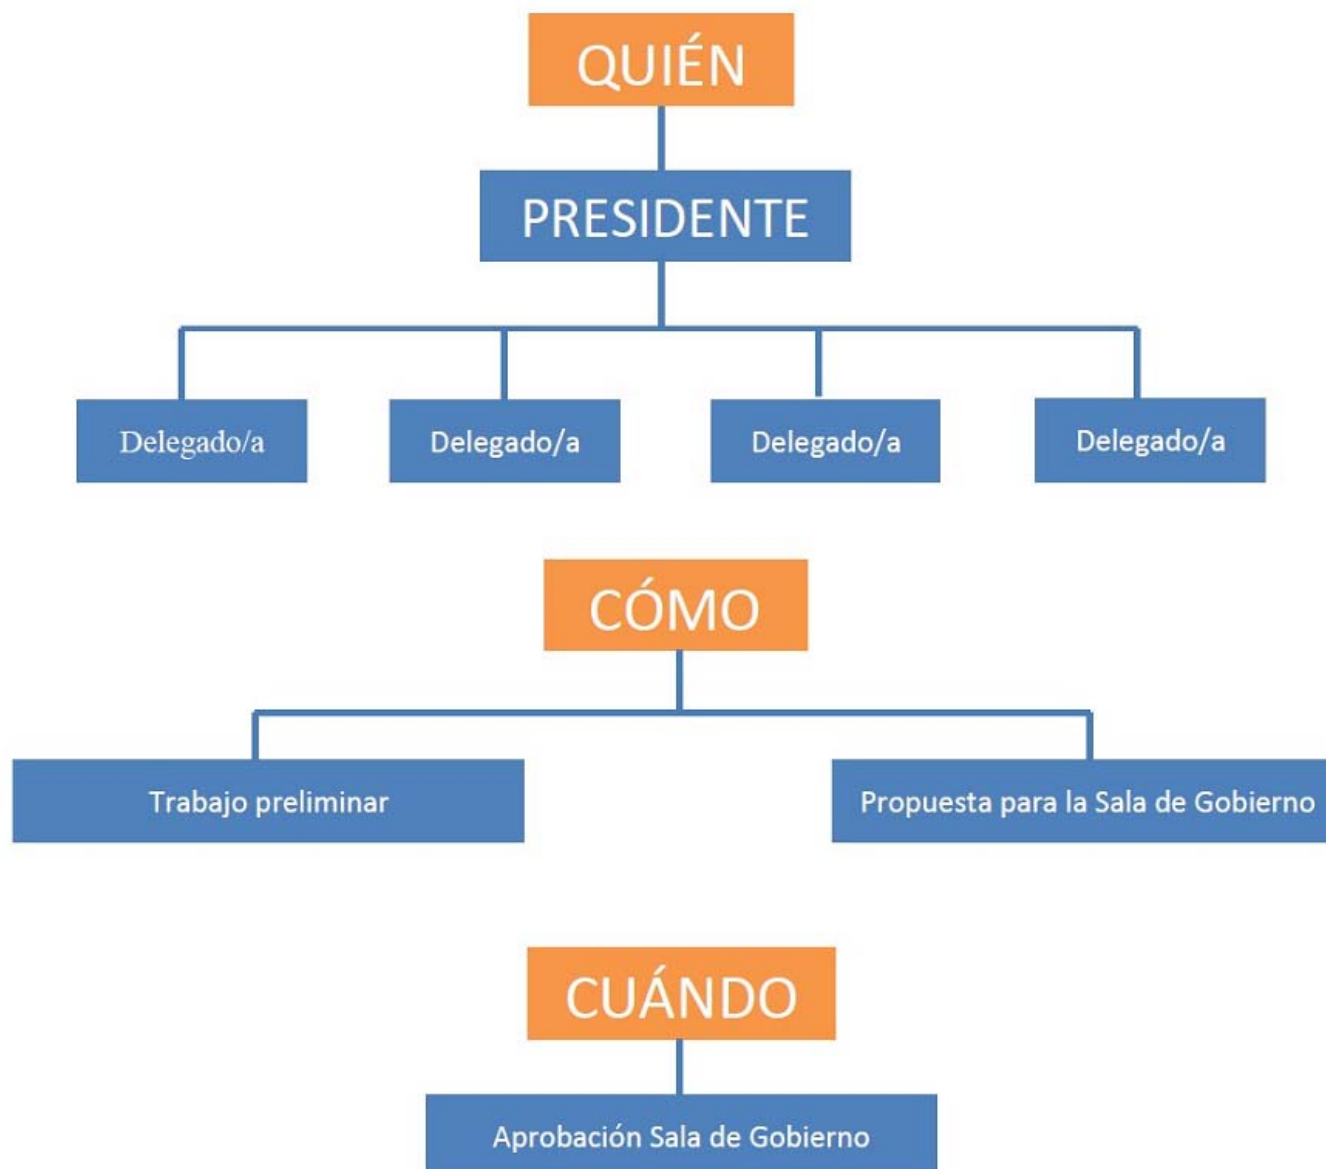 QUIÉN
PRESIDENTE
Delegado/a
Delegado/a
Delegado/a
Delegado/a
CÓMO
Trabajo preliminar
Propuesta para la Sala de Gobierno
CUÁNDO
Aprobación Sala de Gobierno